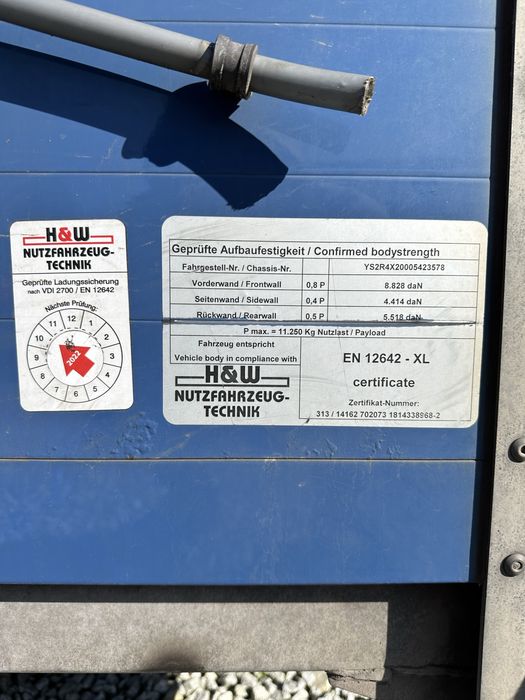 H&W
NUTZFAHRZEUG-
TECHNIK
Geprüfte Ladungssicherung
nach VDI 2700 / EN 12642
Nächste Prüfung:
1
2
3
4
5
6
7
8
9
10
11
12
2022
Geprüfte Aufbaufestigkeit / Confirmed bodystrength
Fahrgestell-Nr. / Chassis-Nr. YS2R4X20005423578
Vorderwand / Frontwall 0,8 P 8.828 daN
Seitenwand / Sidewall 0,4 P 4.414 daN
Rückwand / Rearwall 0,5 P 5.518 daN
P max. = 11.250 Kg Nutzlast / Payload
Fahrzeug entspricht
Vehicle body in compliance with
H&W
NUTZFAHRZEUG-
TECHNIK
EN 12642 - XL
certificate
Zertifikat-Nummer:
313 / 14162 702073 1814338968-2